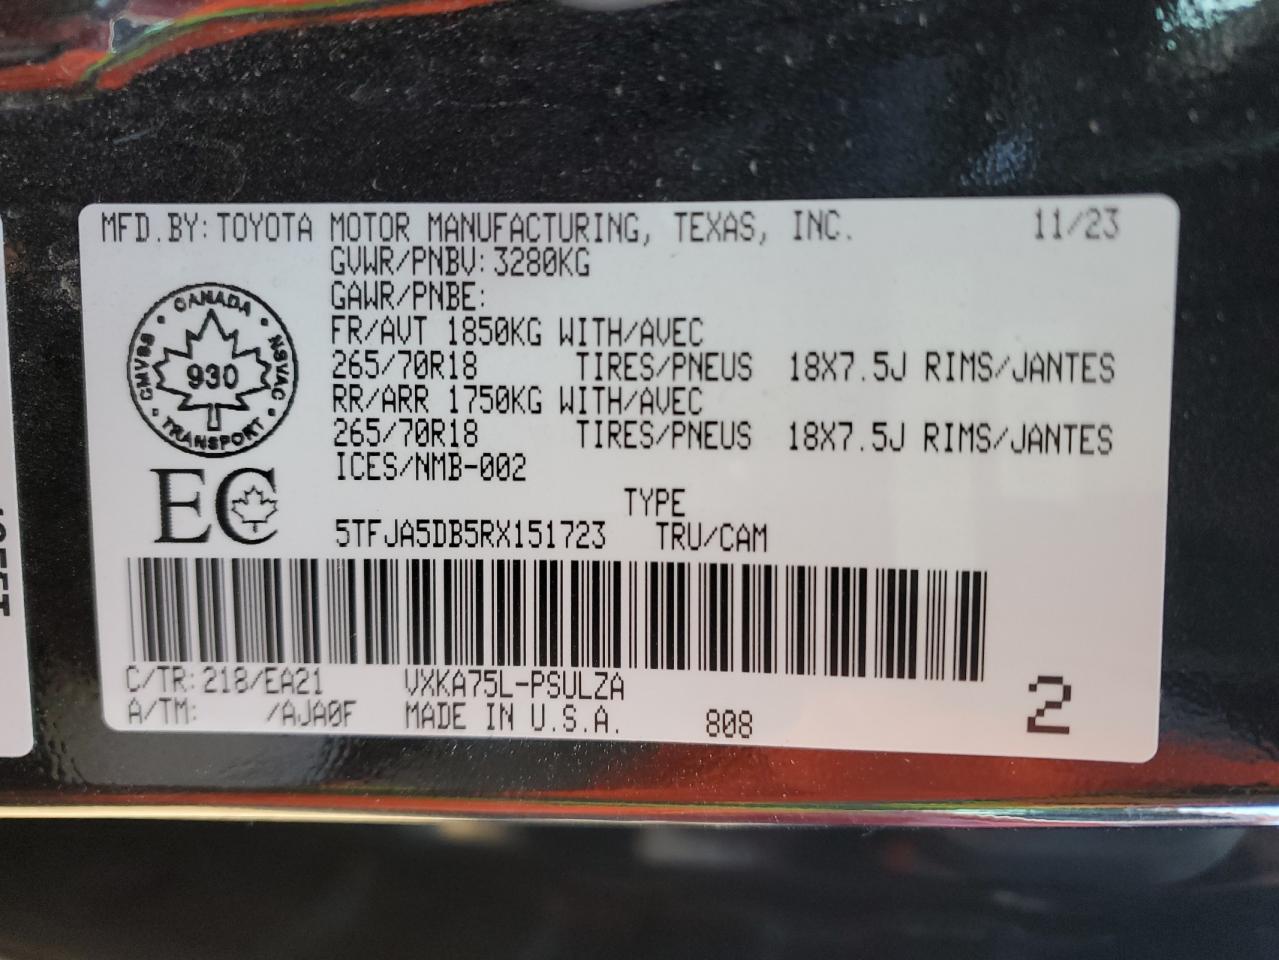 MFD.BY: TOYOTA MOTOR MANUFACTURING, TEXAS, INC. 11/23
GVWR/PNBV: 3280KG
GAWR/PNBE:
FR/AVT 1850KG WITH/AVEC
265/70R18 TIRES/PNEUS 18X7.5J RIMS/JANTES
RR/ARR 1750KG WITH/AVEC
265/70R18 TIRES/PNEUS 18X7.5J RIMS/JANTES
ICES/NMB-002
CANADA
CMVSS 930 NSVAC
TRANSPORT
EC
TYPE
5TFJA5DB5RX151723 TRU/CAM
C/TR: 218/EA21 VXKA75L-PSULZA
A/TM: /AJA0F MADE IN U.S.A. 808
2